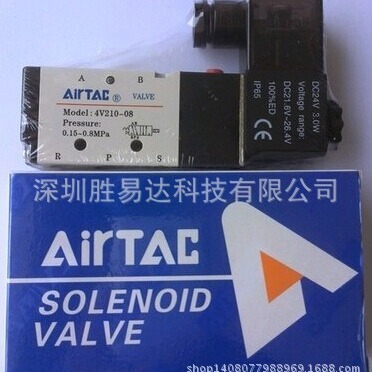 A B
AirTAC ® VALVE
Model: 4V210-08
Pressure:
0.15~0.8MPa
R P S
DC24V 3.0W
Voltage range:
DC21.6V~26.4V
100%ED
IP65
CE
深圳胜易达科技有限公司
AirTAC
SOLENOID
VALVE
shop1408077988969.1688.com